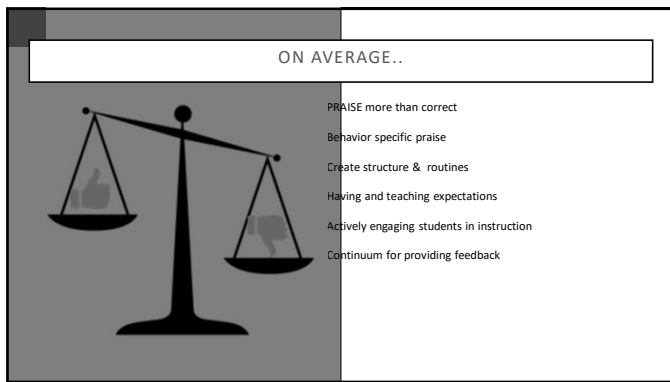 ON AVERAGE..
PRAISE more than correct
Behavior specific praise
Create structure & routines
Having and teaching expectations
Actively engaging students in instruction
Continuum for providing feedback